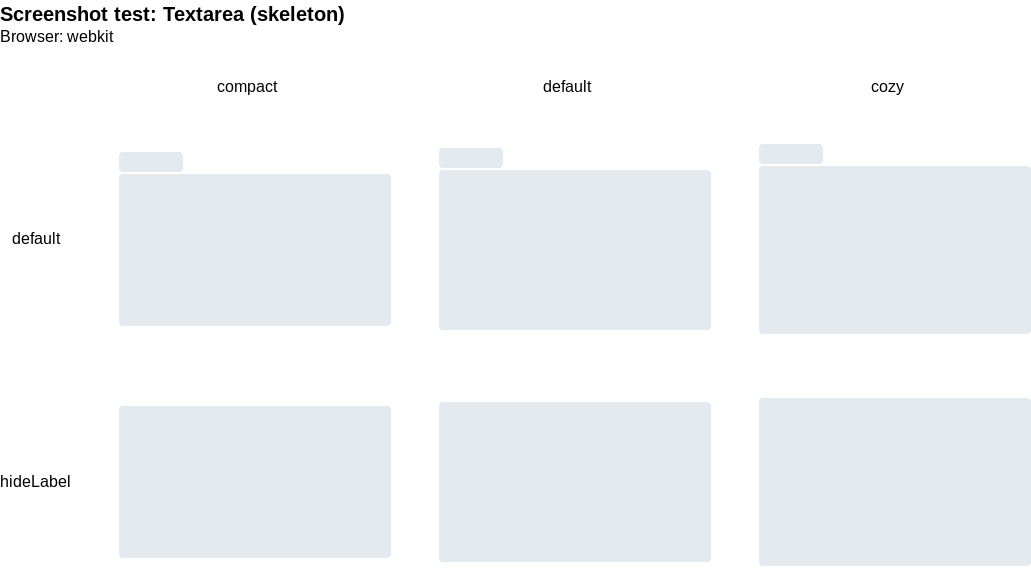 Screenshot test: Textarea (skeleton)
Browser: webkit
compact default cozy
default
hideLabel